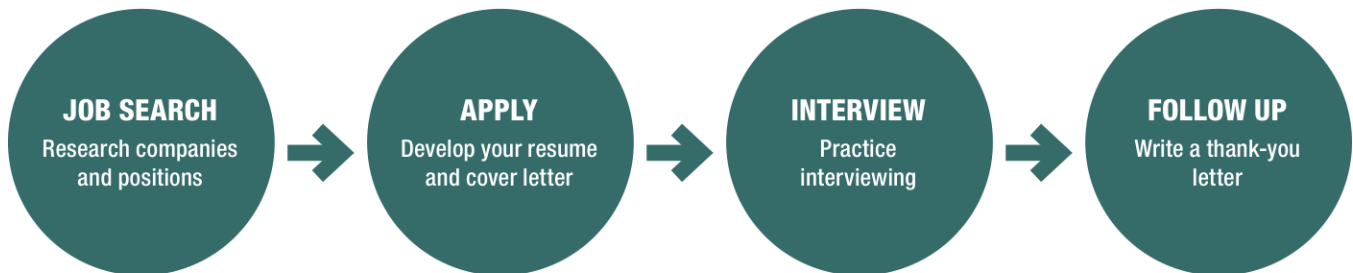 JOB SEARCH
Research companies
and positions
APPLY
Develop your resume
and cover letter
INTERVIEW
Practice
interviewing
FOLLOW UP
Write a thank-you
letter